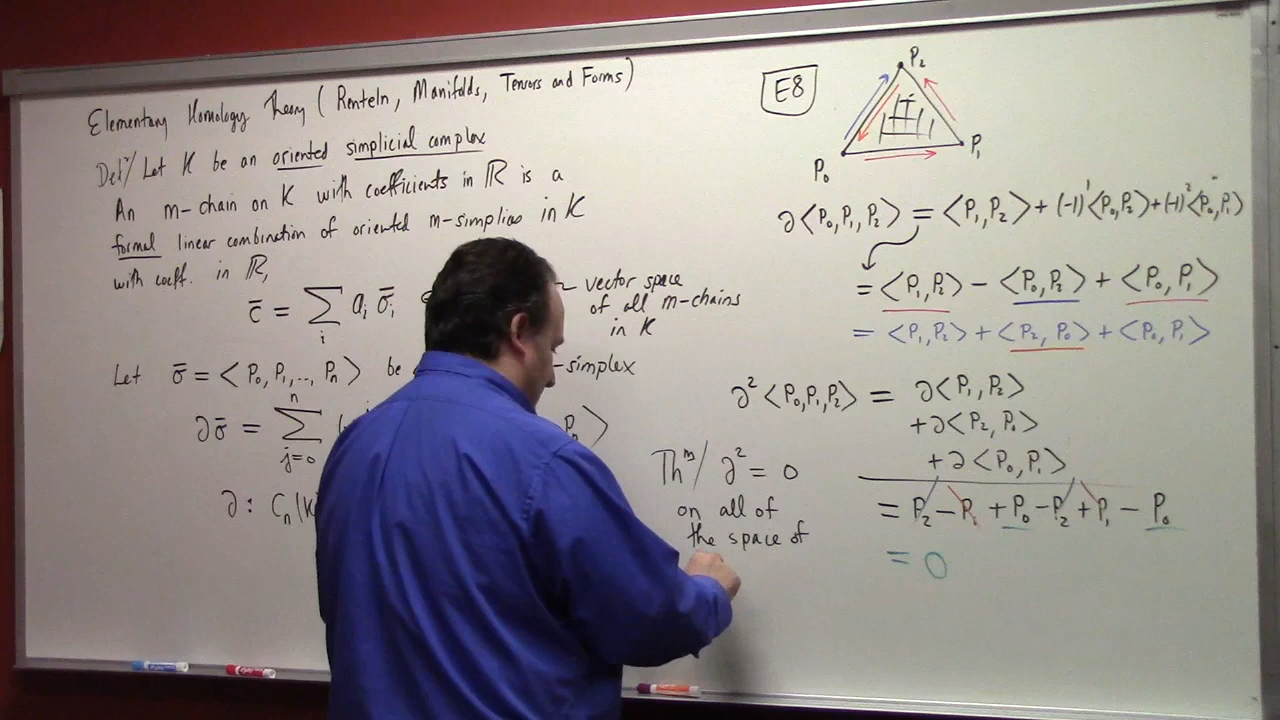 Elementary Homology Theory (Renteln, Manifolds, Tensors and Forms)
Defⁿ/ Let K be an oriented simplicial complex
An m-chain on K with coefficients in ℝ is a
formal linear combination of oriented m-simplias in K
with coeff. in ℝ,
c̄ = ∑ aᵢ σ̄ᵢ
i
vector space
of all m-chains
in K
Let σ̄ = < P₀, P₁, .., Pₙ > be
-simplex
n
∂σ̄ = ∑
j=0
∂ : Cₙ(K
Thᵐ/ ∂² = 0
on all of
the space of
E8
P₂
P₁
P₀
∂<P₀,P₁,P₂> = <P₁,P₂> + (-1)¹<P₀,P₂> + (-1)²<P₀,P₁>
= <P₁,P₂> - <P₀,P₂> + <P₀,P₁>
= <P₁,P₂> + <P₂,P₀> + <P₀,P₁>
∂²<P₀,P₁,P₂> = ∂<P₁,P₂>
+∂<P₂,P₀>
+∂<P₀,P₁>
= P₂ - P₁ + P₀ - P₂ + P₁ - P₀
= 0